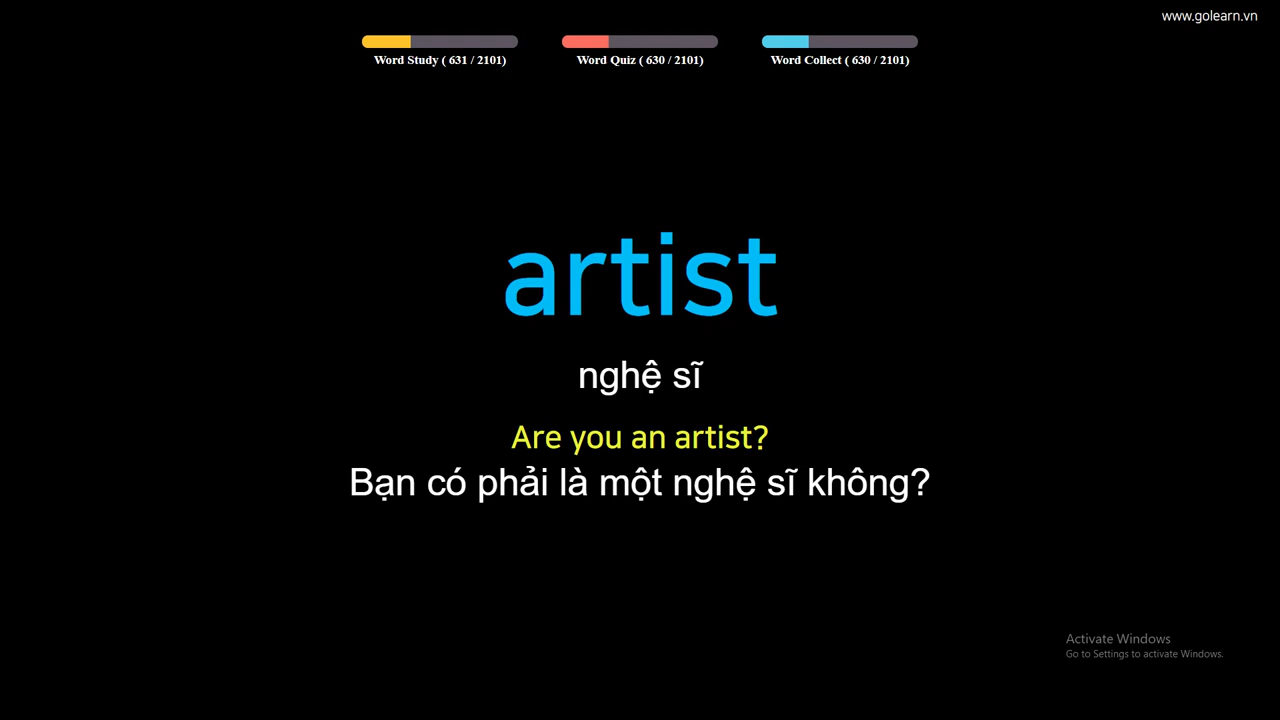 www.golearn.vn
Word Study ( 631 / 2101)
Word Quiz ( 630 / 2101)
Word Collect ( 630 / 2101)
artist
nghệ sĩ
Are you an artist?
Bạn có phải là một nghệ sĩ không?
Activate Windows
Go to Settings to activate Windows.